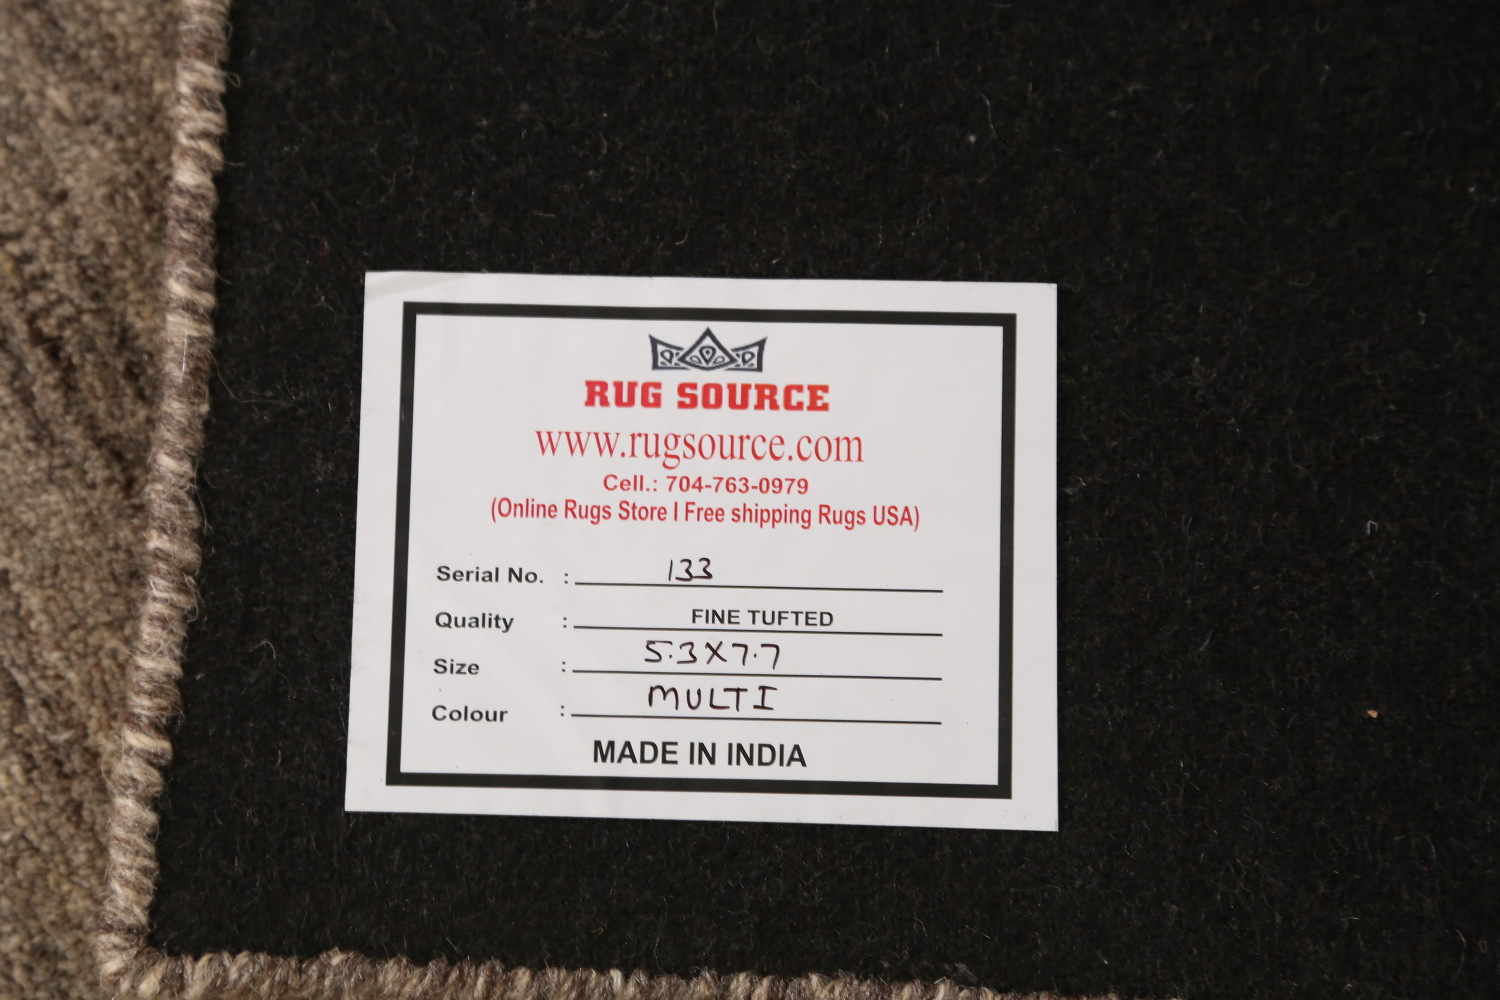 RUG SOURCE
www.rugsource.com
Cell.: 704-763-0979
(Online Rugs Store I Free shipping Rugs USA)
Serial No. : 133
Quality : FINE TUFTED
Size : 5.3X7.7
Colour : MULTI
MADE IN INDIA